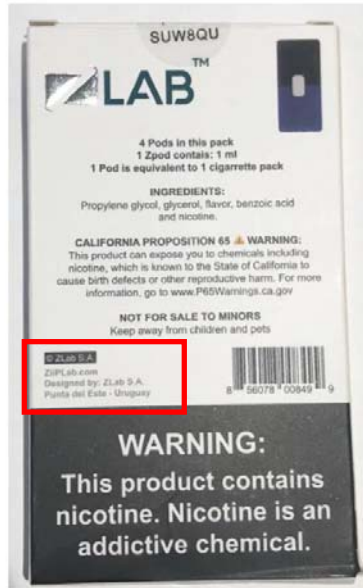 SUW8QU
ZLAB™
4 Pods in this pack
1 Zpod contais: 1 ml
1 Pod is equivalent to 1 cigarrette pack
INGREDIENTS:
Propylene glycol, glycerol, flavor, benzoic acid
and nicotine.
CALIFORNIA PROPOSITION 65 ⚠ WARNING:
This product can expose you to chemicals including
nicotine, which is known to the State of California to
cause birth defects or other reproductive harm. For more
information, go to www.P65Warnings.ca.gov
NOT FOR SALE TO MINORS
Keep away from children and pets
© ZLab S.A.
ZiiPLab.com
Designed by: ZLab S.A.
Punta del Este - Uruguay
8 56078 00849 9
WARNING:
This product contains
nicotine. Nicotine is an
addictive chemical.